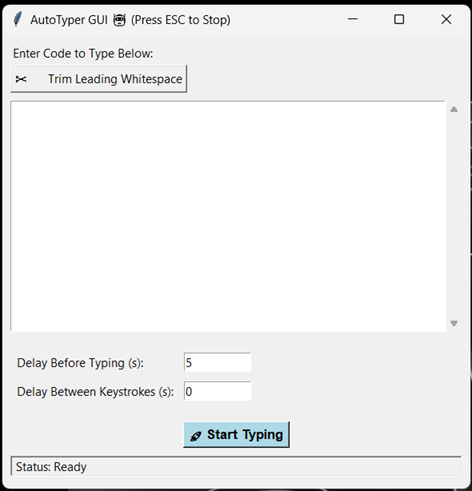 AutoTyper GUI 🤖 (Press ESC to Stop)
Enter Code to Type Below:
✂ Trim Leading Whitespace
Delay Before Typing (s): 5
Delay Between Keystrokes (s): 0
🚀 Start Typing
Status: Ready